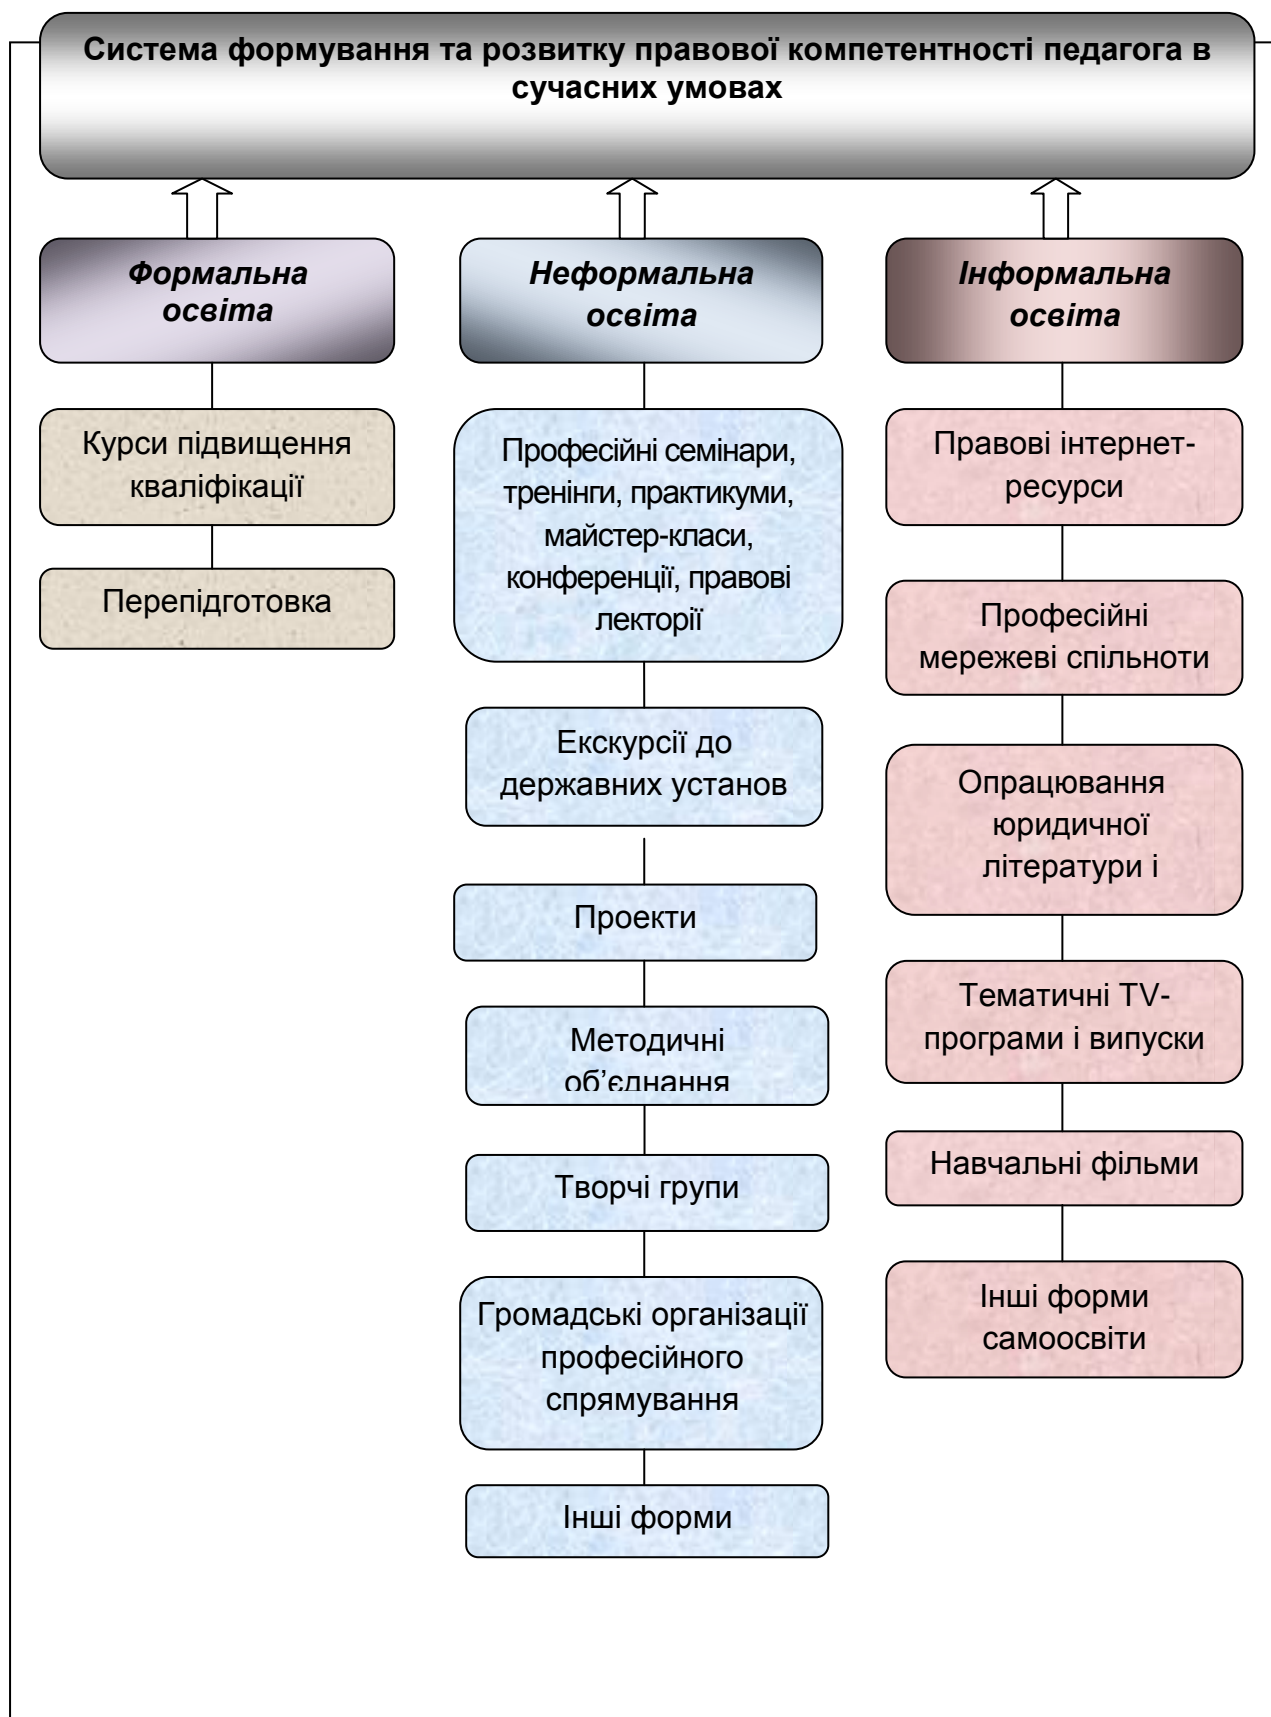 Система формування та розвитку правової компетентності педагога в
сучасних умовах
Формальна
освіта
Курси підвищення
кваліфікації
Перепідготовка
Неформальна
освіта
Професійні семінари,
тренінги, практикуми,
майстер-класи,
конференції, правові
лекторії
Екскурсії до
державних установ
Проекти
Методичні
об’єднання
Творчі групи
Громадські організації
професійного
спрямування
Інші форми
Інформальна
освіта
Правові інтернет-
ресурси
Професійні
мережеві спільноти
Опрацювання
юридичної
літератури і
Тематичні TV-
програми і випуски
Навчальні фільми
Інші форми
самоосвіти